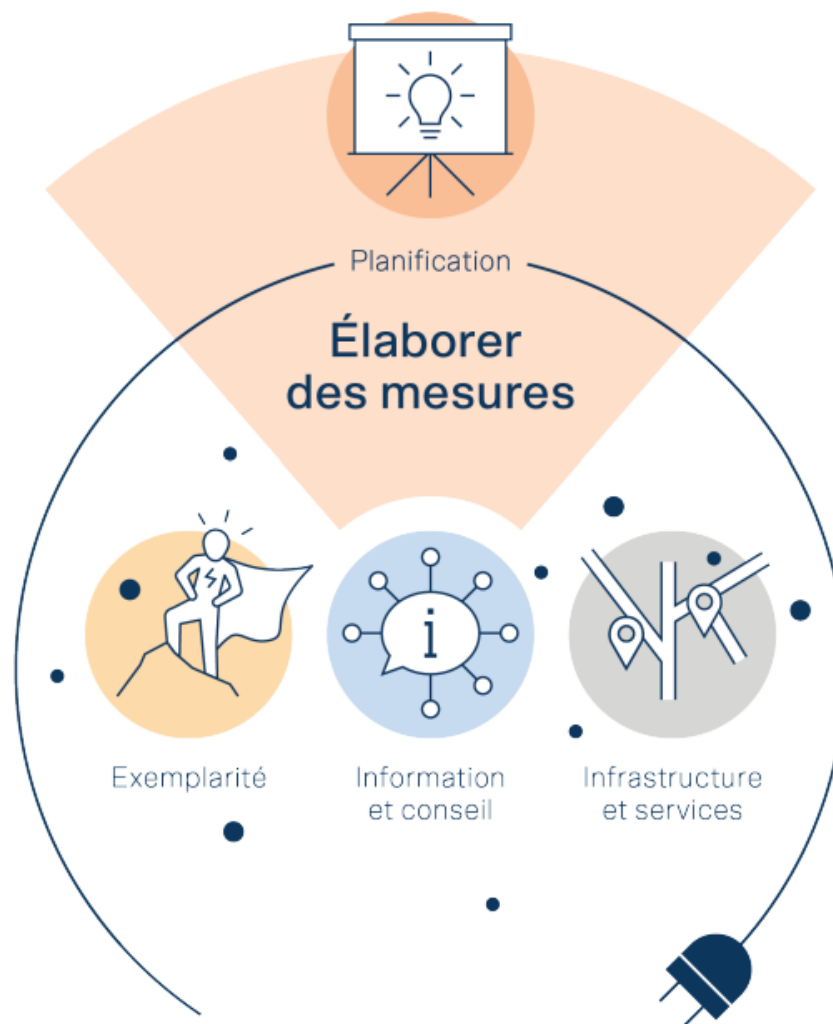 Planification
Élaborer
des mesures
i
Exemplarité
Information
et conseil
Infrastructure
et services